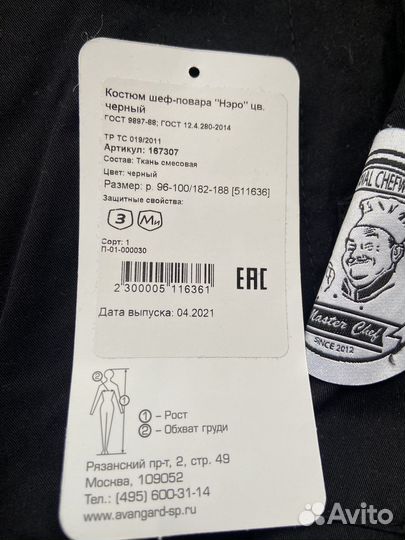 Костюм шеф-повара "Нэро" цв.
черный
ГОСТ 9897-88; ГОСТ 12.4.280-2014
ТР ТС 019/2011
Артикул: 167307
Состав: Ткань смесовая
Цвет: черный
Размер: р. 96-100/182-188 [511636]
Защитные свойства:
З Ми
Сорт: 1
П-01-000030
2 300005 116361
ЕАС
Дата выпуска: 04.2021
2
1
1 – Рост
2 – Обхват груди
Рязанский пр-т, 2, стр. 49
Москва, 109052
Тел.: (495) 600-31-14
www.avangard-sp.ru
Master Chef
SINCE 2012
Avito